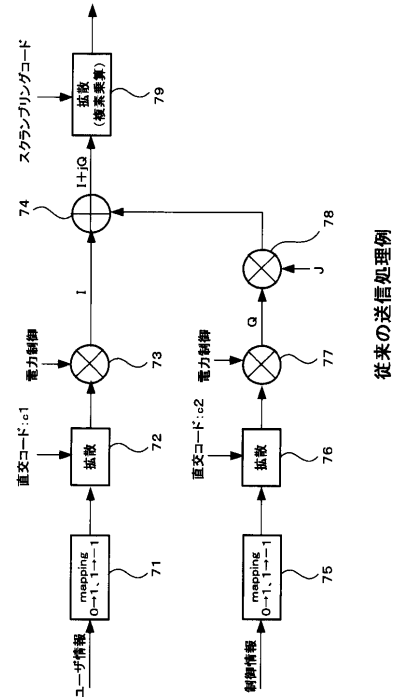 ユーザ情報
mapping
0→1、1→−1
71
直交コード：c1
拡散
72
電力制御
73
I
74
I+jQ
スクランブリングコード
拡散
(複素乗算)
79
制御情報
mapping
0→1、1→−1
75
直交コード：c2
拡散
76
電力制御
77
Q
J
78
従来の送信処理例